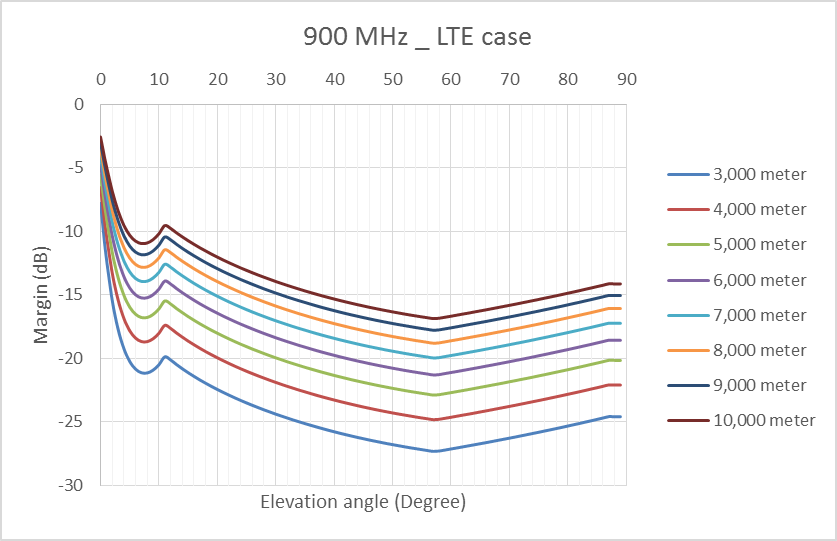 900 MHz _ LTE case
0 10 20 30 40 50 60 70 80 90
0
-5
-10
-15
-20
-25
-30
Margin (dB)
Elevation angle (Degree)
3,000 meter
4,000 meter
5,000 meter
6,000 meter
7,000 meter
8,000 meter
9,000 meter
10,000 meter